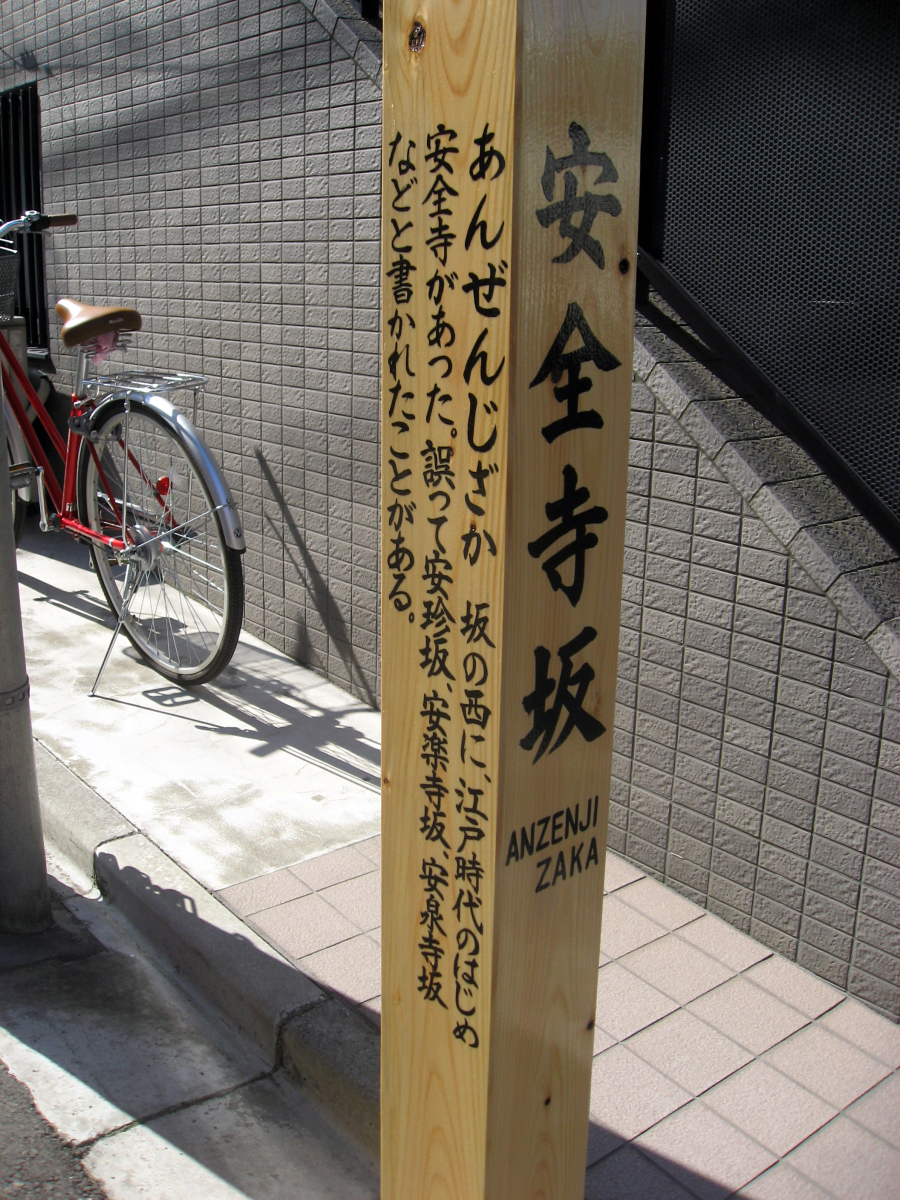 安全寺坂
ANZENJI
ZAKA
あんぜんじざか 坂の西に、江戸時代のはじめ
安全寺があった。誤って安珍坂、安楽寺坂、安泉寺坂
などと書かれたことがある。